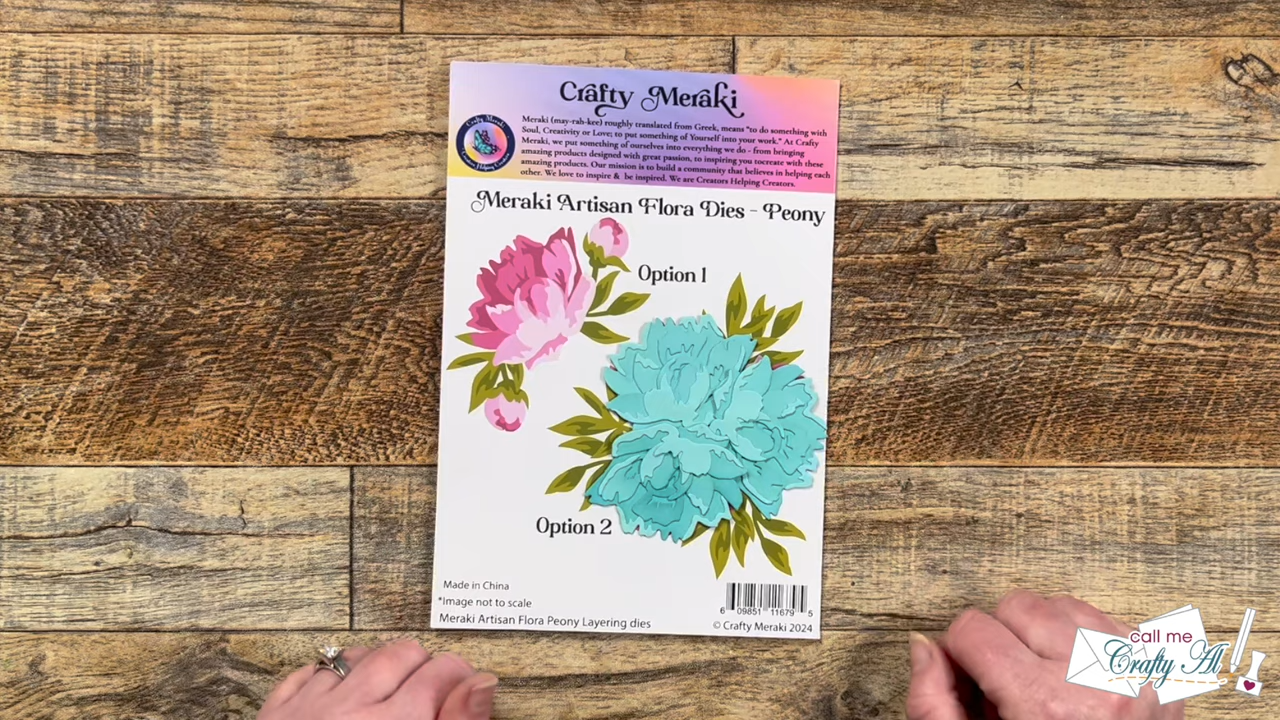 Crafty Meraki
Meraki (may-rah-kee) roughly translated from Greek, means "to do something with
Soul, Creativity or Love; to put something of Yourself into your work." At Crafty
Meraki, we put something of ourselves into everything we do - from bringing
amazing products designed with great passion, to inspiring you tocreate with these
amazing products. Our mission is to build a community that believes in helping each
other. We love to inspire & be inspired. We are Creators Helping Creators.
Crafty Meraki
Creators Helping Creators
Meraki Artisan Flora Dies - Peony
Option 1
Option 2
Made in China
*Image not to scale
Meraki Artisan Flora Peony Layering dies
6 09851 11679 5
© Crafty Meraki 2024
call me
Crafty Al